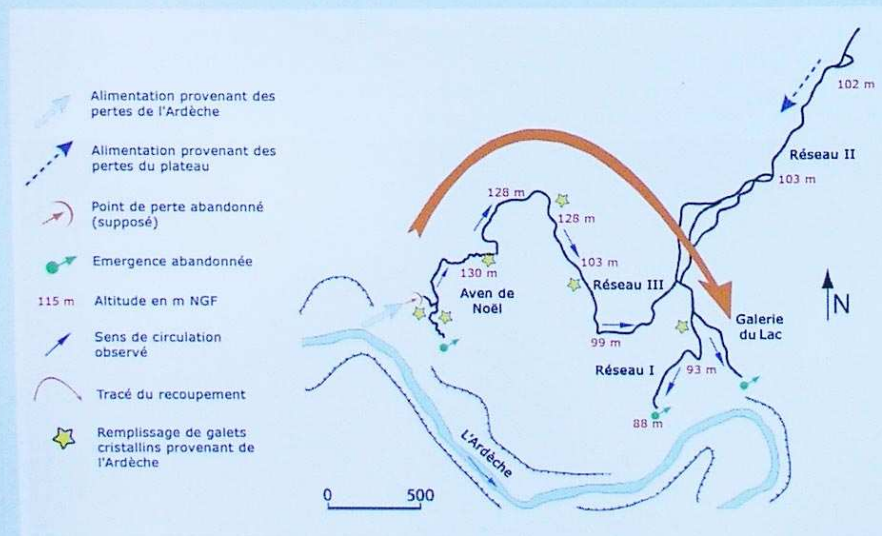 Alimentation provenant des
pertes de l'Ardèche
Alimentation provenant des
pertes du plateau
Point de perte abandonné
(supposé)
Emergence abandonnée
115 m Altitude en m NGF
Sens de circulation
observé
Tracé du recoupement
Remplissage de galets
cristallins provenant de
l'Ardèche
102 m
Réseau II
103 m
128 m
128 m
130 m
103 m
Aven de
Noël
Réseau III
99 m
N
Galerie
du Lac
Réseau I
93 m
88 m
L'Ardèche
0 500